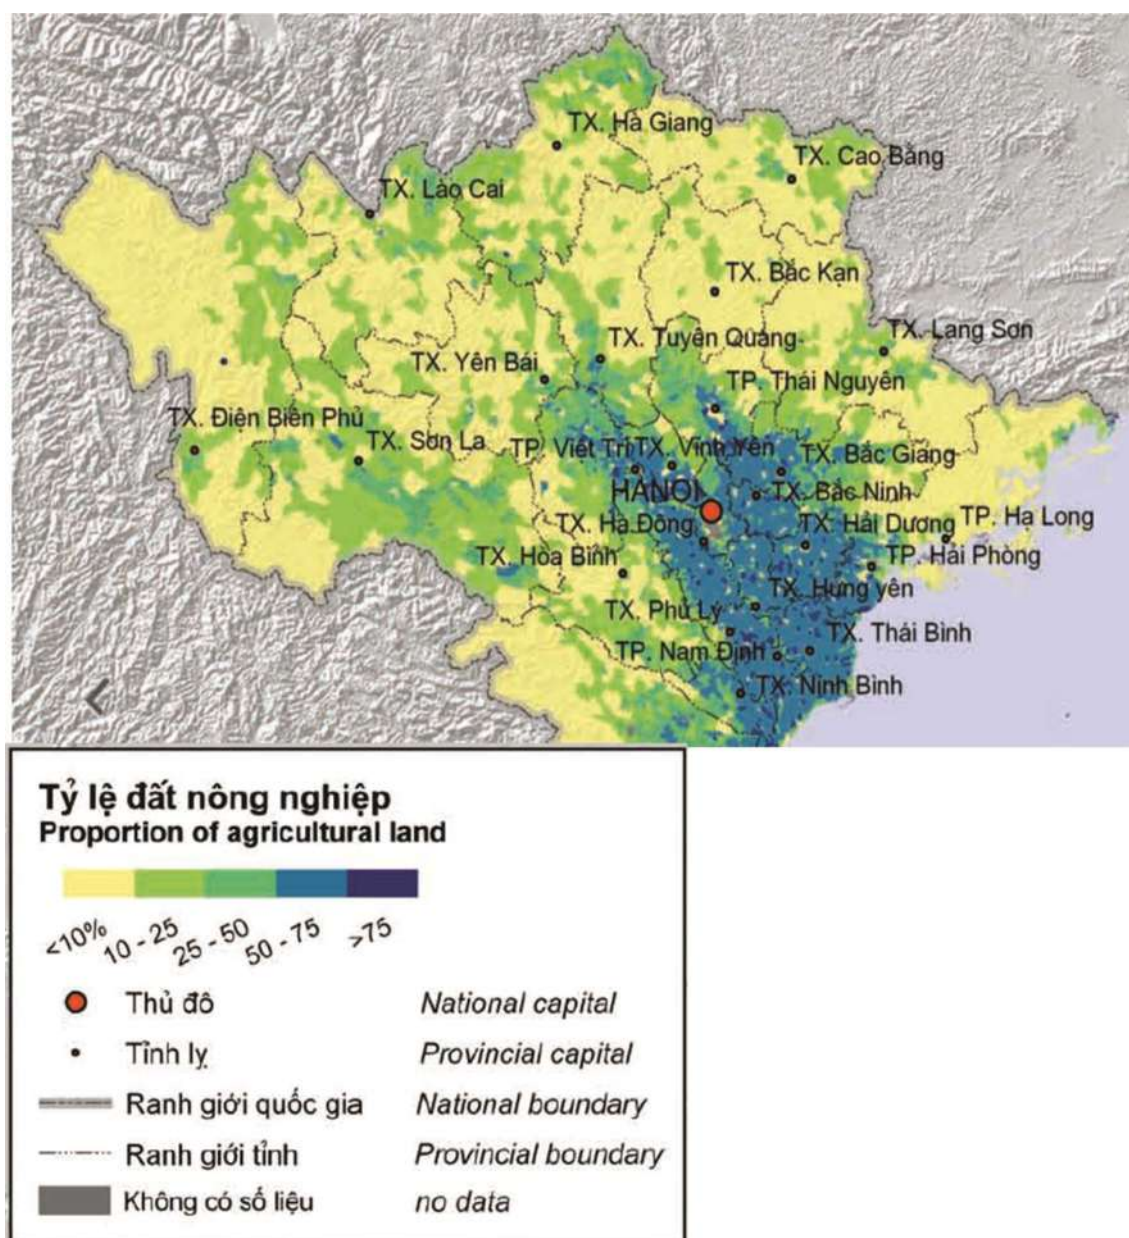 TX. Hà Giang
TX. Cao Bằng
TX. Lào Cai
TX. Bắc Kạn
TX. Lang Sơn
TX. Tuyên Quang
TX. Yên Bái
TP. Thái Nguyên
TX. Điện Biên Phủ
TX. Sơn La
TP. Việt Trì
TX. Vĩnh Yên
TX. Bắc Giang
HANOI
TX. Bắc Ninh
TX. Hà Đông
TX. Hải Dương
TP. Hạ Long
TX. Hòa Bình
TP. Hải Phòng
TX. Hưng yên
TX. Phủ Lý
TX. Thái Bình
TP. Nam Định
TX. Ninh Bình
Tỷ lệ đất nông nghiệp
Proportion of agricultural land
<10% 10 - 25 25 - 50 50 - 75 >75
Thủ đô National capital
Tỉnh lỵ Provincial capital
Ranh giới quốc gia National boundary
Ranh giới tỉnh Provincial boundary
Không có số liệu no data